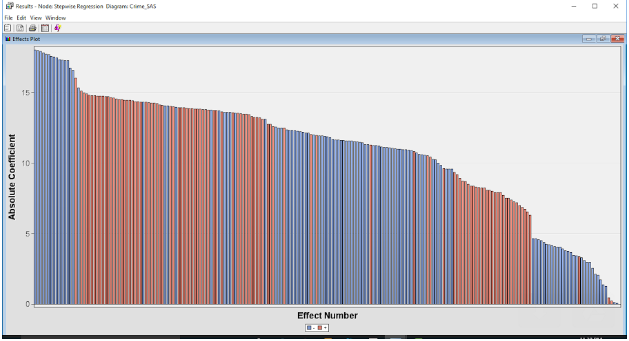 Results - Node: Stepwise Regression Diagram: Crime_SAS
File Edit View Window
Effects Plot
Absolute Coefficient
15
10
5
0
Effect Number
- +